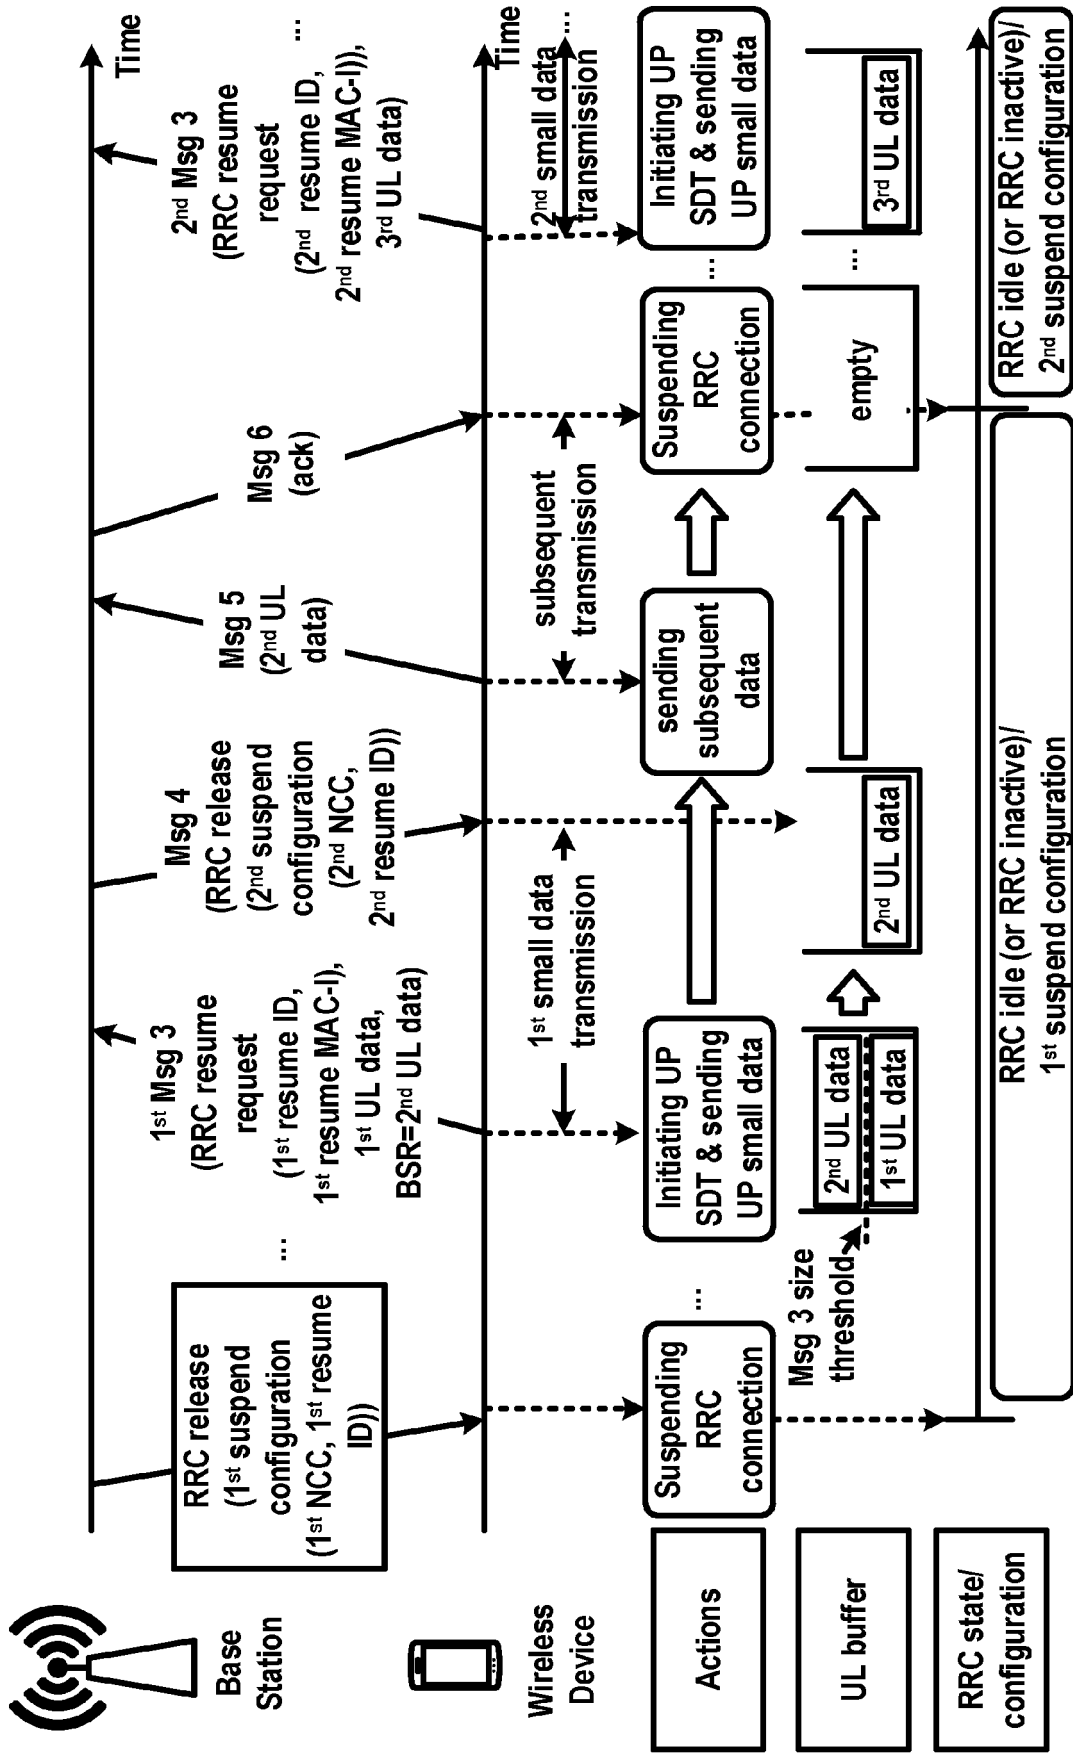 Base
Station
RRC release
(1st suspend
configuration
(1st NCC, 1st resume
ID))
...
1st Msg 3
(RRC resume
request
(1st resume ID,
1st resume MAC-I),
1st UL data,
BSR=2nd UL data)
Msg 4
(RRC release
(2nd suspend
configuration
(2nd NCC,
2nd resume ID))
Msg 5
(2nd UL
data)
Msg 6
(ack)
2nd Msg 3
(RRC resume
request
(2nd resume ID,
2nd resume MAC-I)),
3rd UL data)
...
Time
Wireless
Device
1st small data
transmission
subsequent
transmission
2nd small data
transmission
...
Time
Actions
Suspending
RRC
connection
...
Initiating UP
SDT & sending
UP small data
sending
subsequent
data
Suspending
RRC
connection
...
Initiating UP
SDT & sending
UP small data
UL buffer
Msg 3 size
threshold
2nd UL data
1st UL data
2nd UL data
empty
...
3rd UL data
RRC state/
configuration
RRC idle (or RRC inactive)/
1st suspend configuration
RRC idle (or RRC inactive)/
2nd suspend configuration